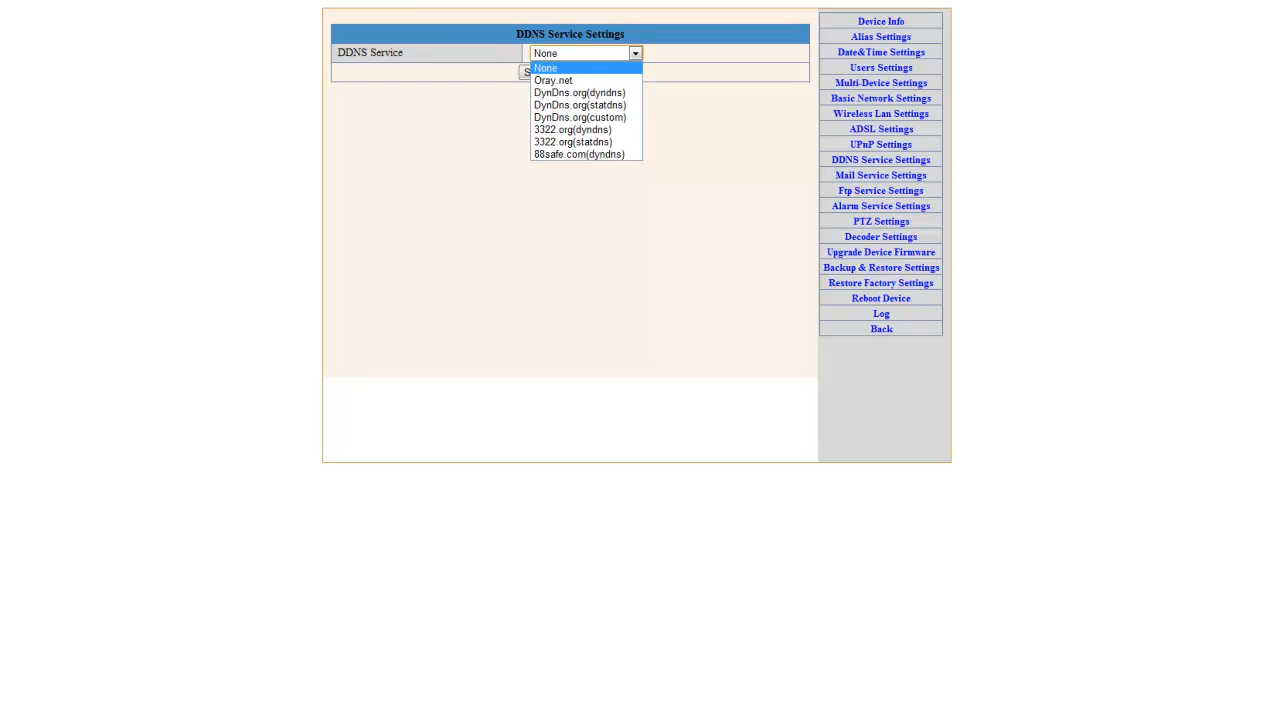 DDNS Service Settings
DDNS Service
None
None
Oray.net
DynDns.org(dyndns)
DynDns.org(statdns)
DynDns.org(custom)
3322.org(dyndns)
3322.org(statdns)
88safe.com(dyndns)
Device Info
Alias Settings
Date&Time Settings
Users Settings
Multi-Device Settings
Basic Network Settings
Wireless Lan Settings
ADSL Settings
UPnP Settings
DDNS Service Settings
Mail Service Settings
Ftp Service Settings
Alarm Service Settings
PTZ Settings
Decoder Settings
Upgrade Device Firmware
Backup & Restore Settings
Restore Factory Settings
Reboot Device
Log
Back